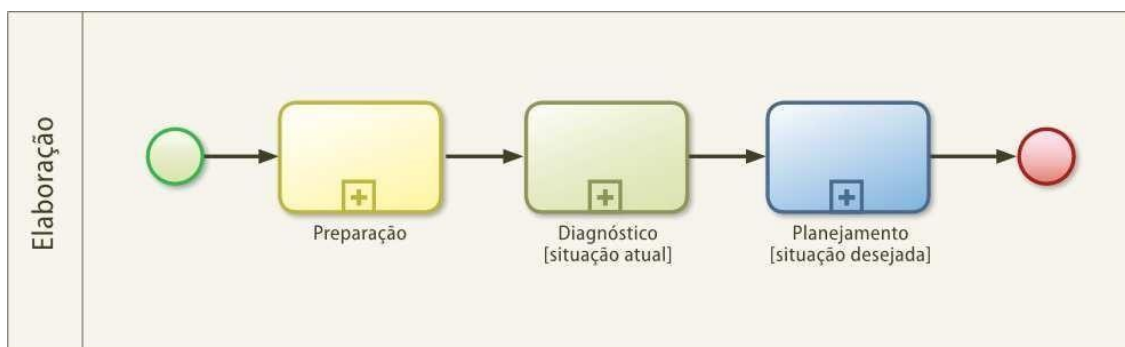 Elaboração
Preparação
Diagnóstico
[situação atual]
Planejamento
[situação desejada]